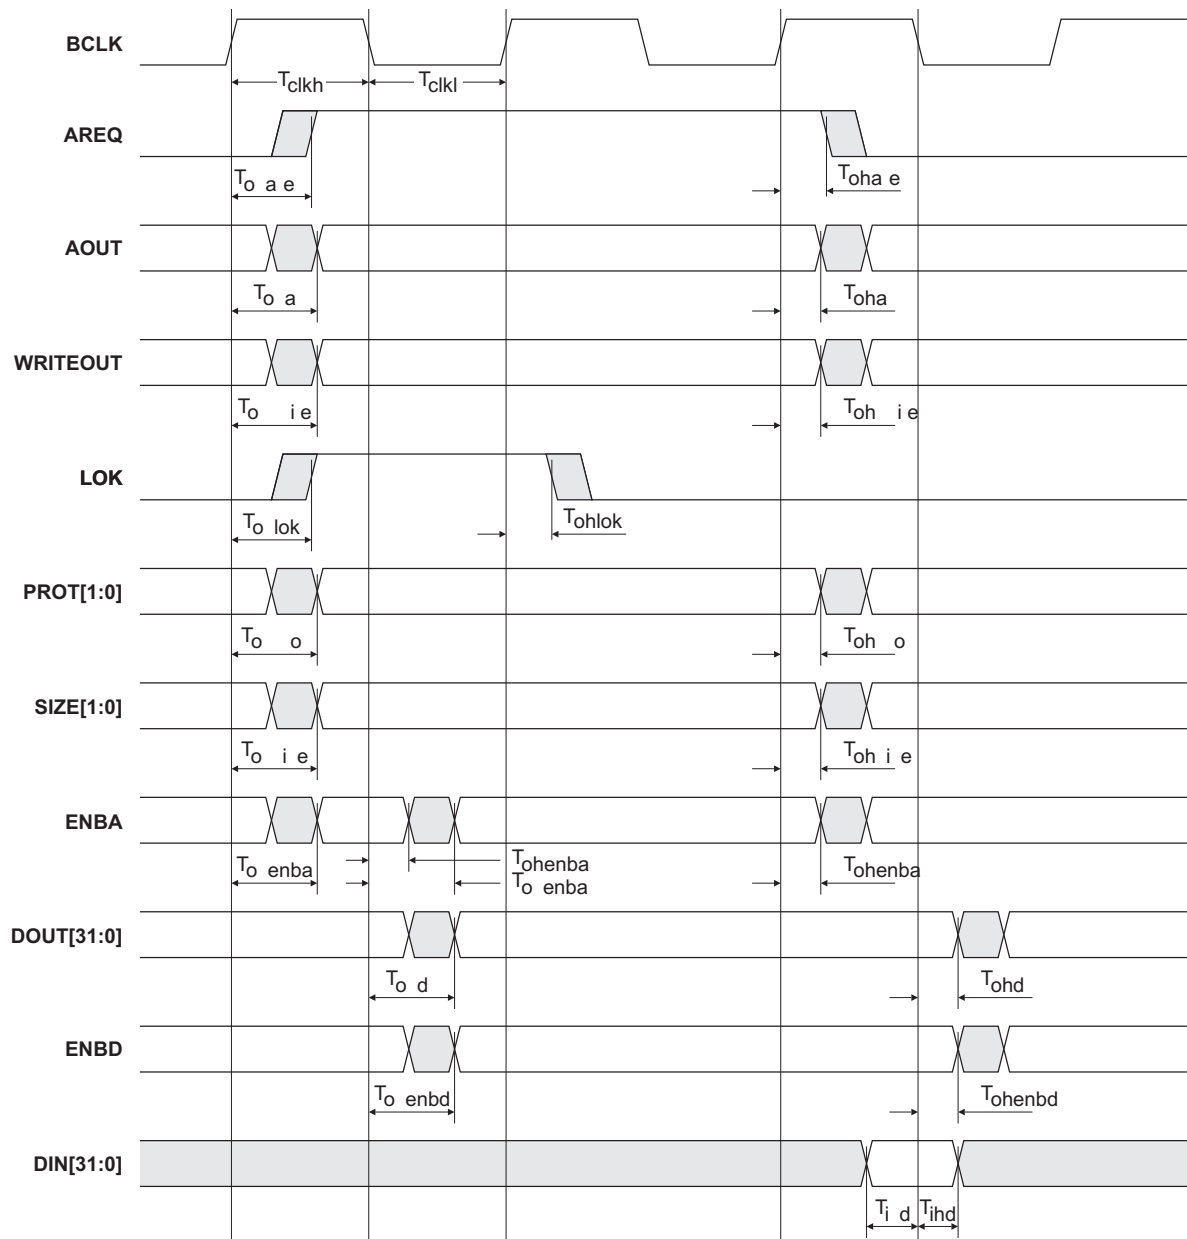 BCLK
Tclkh
Tclkl
AREQ
To a e
Toha e
AOUT
To a
Toha
WRITEOUT
To i e
Toh i e
LOK
To lok
Tohlok
PROT[1:0]
To o
Toh o
SIZE[1:0]
To i e
Toh i e
ENBA
To enba
Tohenba
To enba
Tohenba
DOUT[31:0]
To d
Tohd
ENBD
To enbd
Tohenbd
DIN[31:0]
Ti d
Tihd